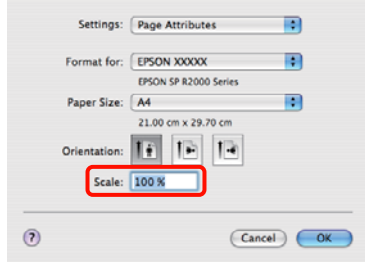 Settings: Page Attributes
Format for: EPSON XXXXX
EPSON SP R2000 Series
Paper Size: A4
21.00 cm x 29.70 cm
Orientation:
Scale: 100 %
? Cancel OK